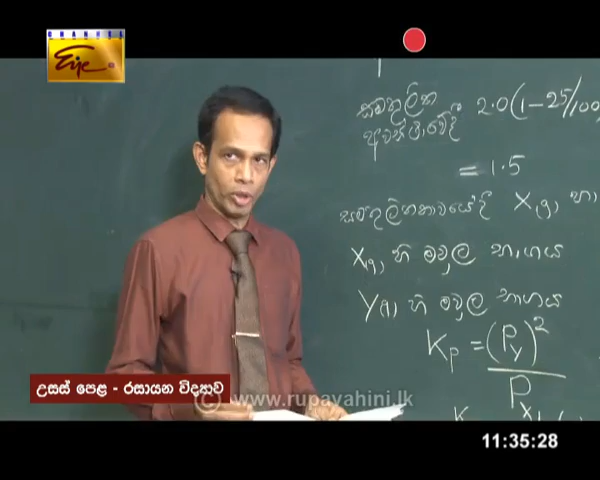 CHANNEL
Eye
සමතුලිත 2.0(1-25/100
අවස්ථාවේදී
= 1.5
සමතුලිතතාවයේදී X(g) හා
X(g) හි මවුල භාගය
Y(g) හි මවුල භාගය
Kp = (PY)²
PX
උසස් පෙළ - රසායන විද්‍යාව
© www.rupavahini.lk
11:35:28